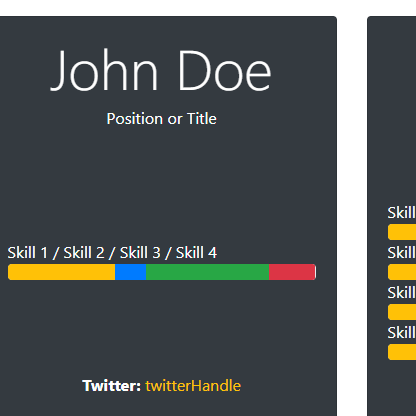 John Doe
Position or Title
Skill 1 / Skill 2 / Skill 3 / Skill 4
Twitter: twitterHandle
Skill
Skill
Skill
Skill